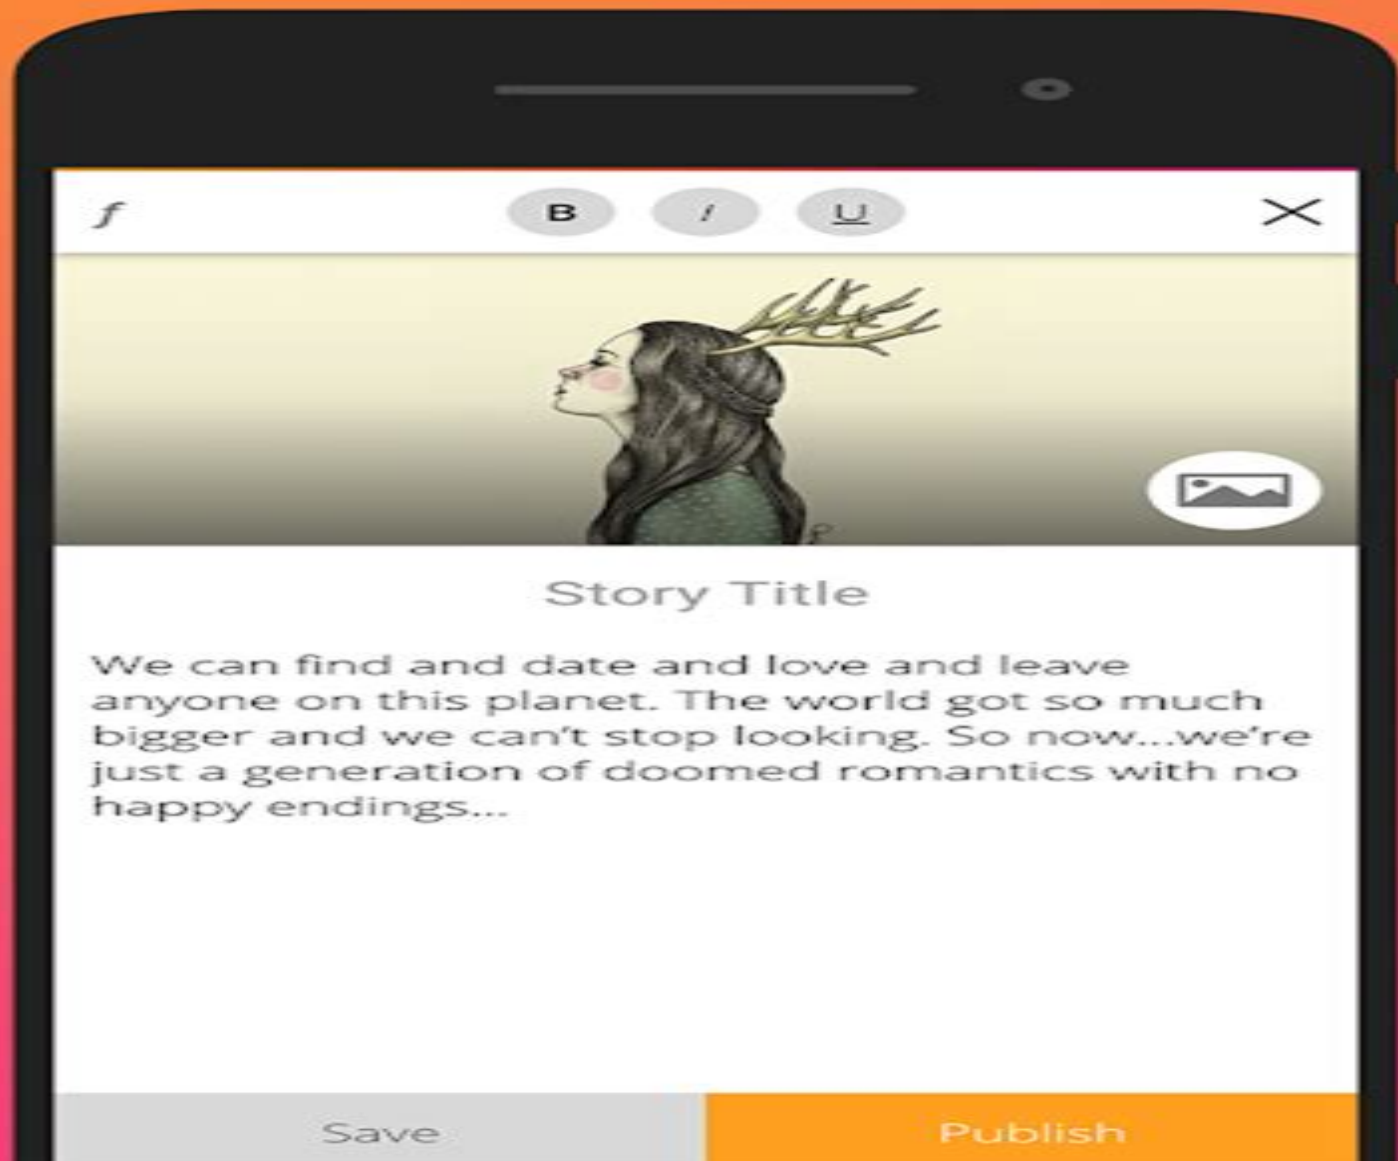 f
B I U
Story Title
We can find and date and love and leave
anyone on this planet. The world got so much
bigger and we can't stop looking. So now...we're
just a generation of doomed romantics with no
happy endings...
Save Publish